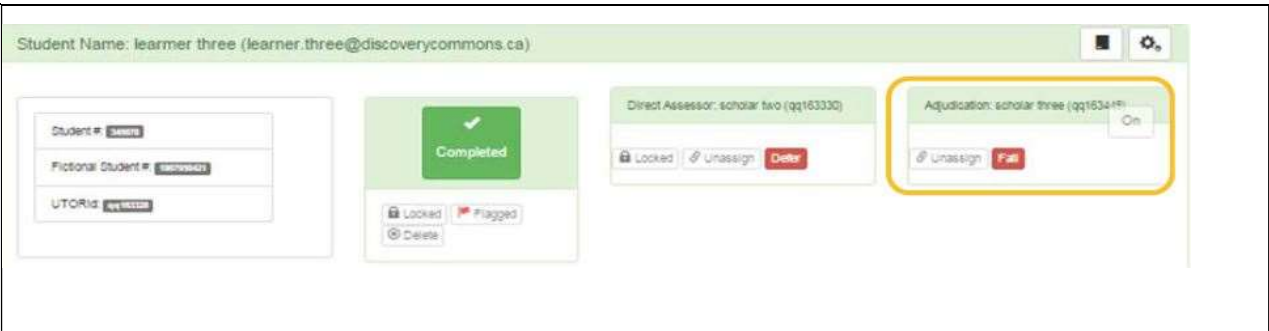 Student Name: learmer three (learner.three@discoverycommons.ca)
Student #:
Fictional Student #:
UTORId:
Completed
Locked Flagged
Delete
Direct Assessor: scholar two (qq163330)
Locked Unassign Defer
Adjudication: scholar three
On
Unassign Fail